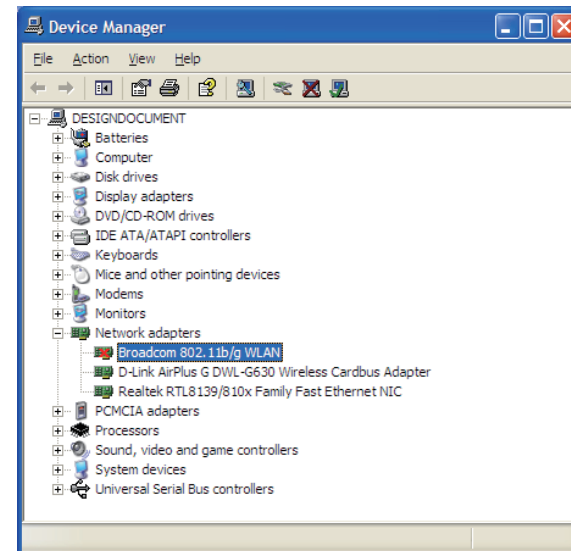 Device Manager
File Action View Help
DESIGNDOCUMENT
Batteries
Computer
Disk drives
Display adapters
DVD/CD-ROM drives
IDE ATA/ATAPI controllers
Keyboards
Mice and other pointing devices
Modems
Monitors
Network adapters
Broadcom 802.11b/g WLAN
D-Link AirPlus G DWL-G630 Wireless Cardbus Adapter
Realtek RTL8139/810x Family Fast Ethernet NIC
PCMCIA adapters
Processors
Sound, video and game controllers
System devices
Universal Serial Bus controllers